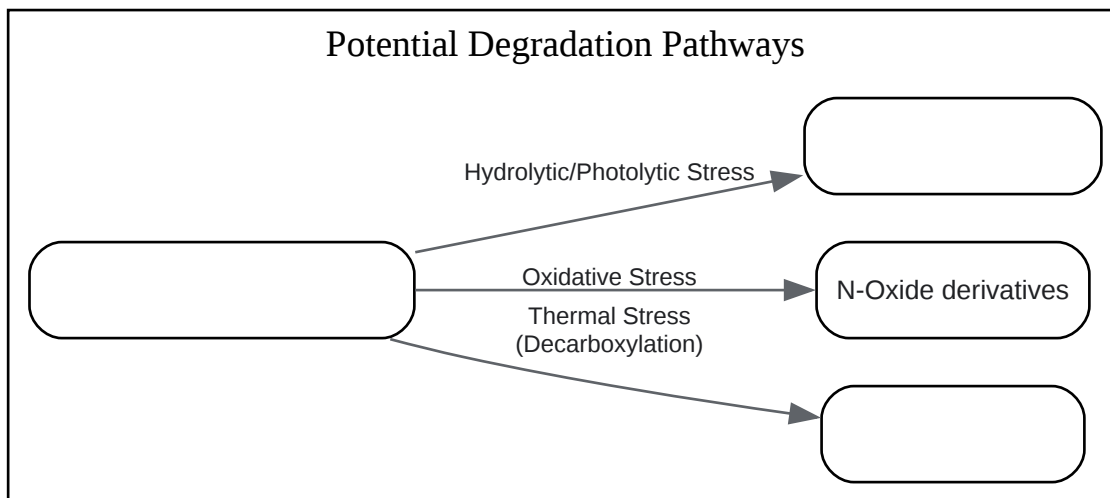 Potential Degradation Pathways
Hydrolytic/Photolytic Stress
Oxidative Stress
N-Oxide derivatives
Thermal Stress
(Decarboxylation)